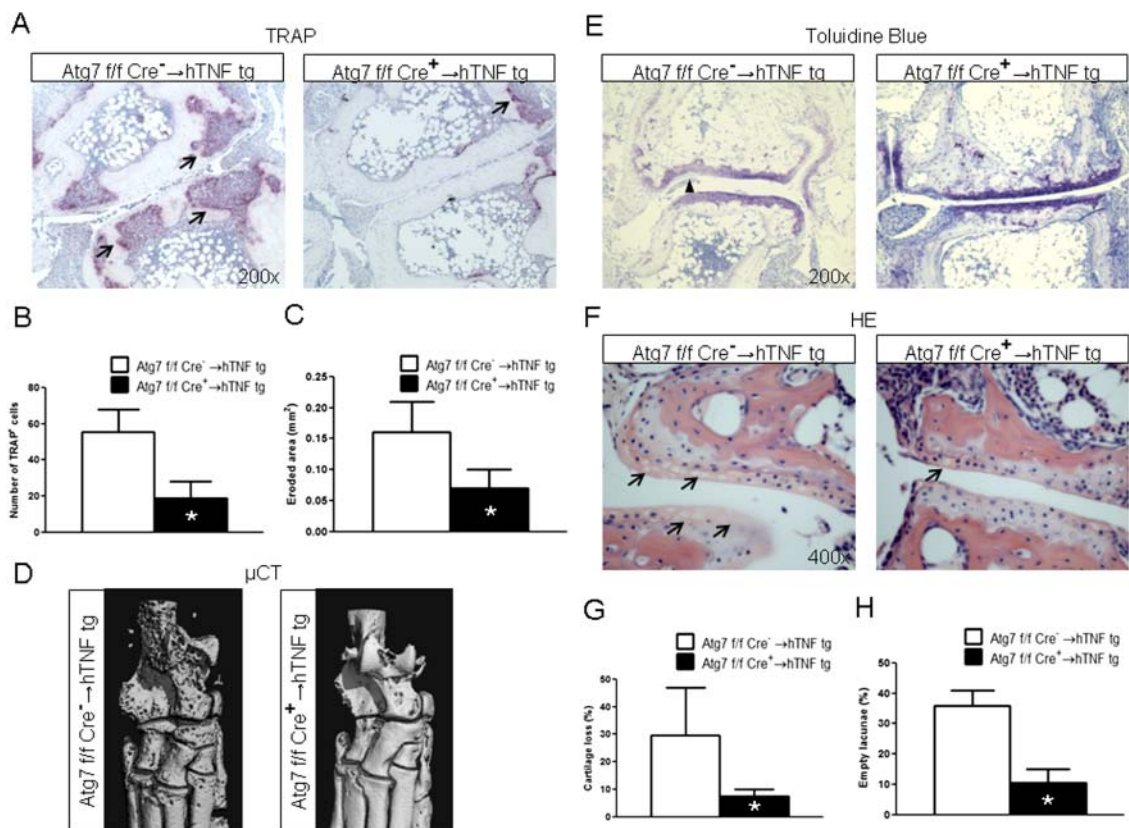 A
TRAP
Atg7 f/f Cre⁻→hTNF tg
Atg7 f/f Cre⁺→hTNF tg
200x
B
Atg7 f/f Cre⁻→hTNF tg
Atg7 f/f Cre⁺→hTNF tg
Number of TRAP⁺ cells
80
60
40
20
0
*
C
Atg7 f/f Cre⁻→hTNF tg
Atg7 f/f Cre⁺→hTNF tg
Eroded area (mm²)
0.25
0.20
0.15
0.10
0.05
0.00
*
D
µCT
Atg7 f/f Cre⁻→hTNF tg
Atg7 f/f Cre⁺→hTNF tg
E
Toluidine Blue
Atg7 f/f Cre⁻→hTNF tg
Atg7 f/f Cre⁺→hTNF tg
200x
F
HE
Atg7 f/f Cre⁻→hTNF tg
Atg7 f/f Cre⁺→hTNF tg
400x
G
Atg7 f/f Cre⁻→hTNF tg
Atg7 f/f Cre⁺→hTNF tg
Cartilage loss (%)
50
40
30
20
10
0
*
H
Atg7 f/f Cre⁻→hTNF tg
Atg7 f/f Cre⁺→hTNF tg
Empty lacunae (%)
50
40
30
20
10
0
*